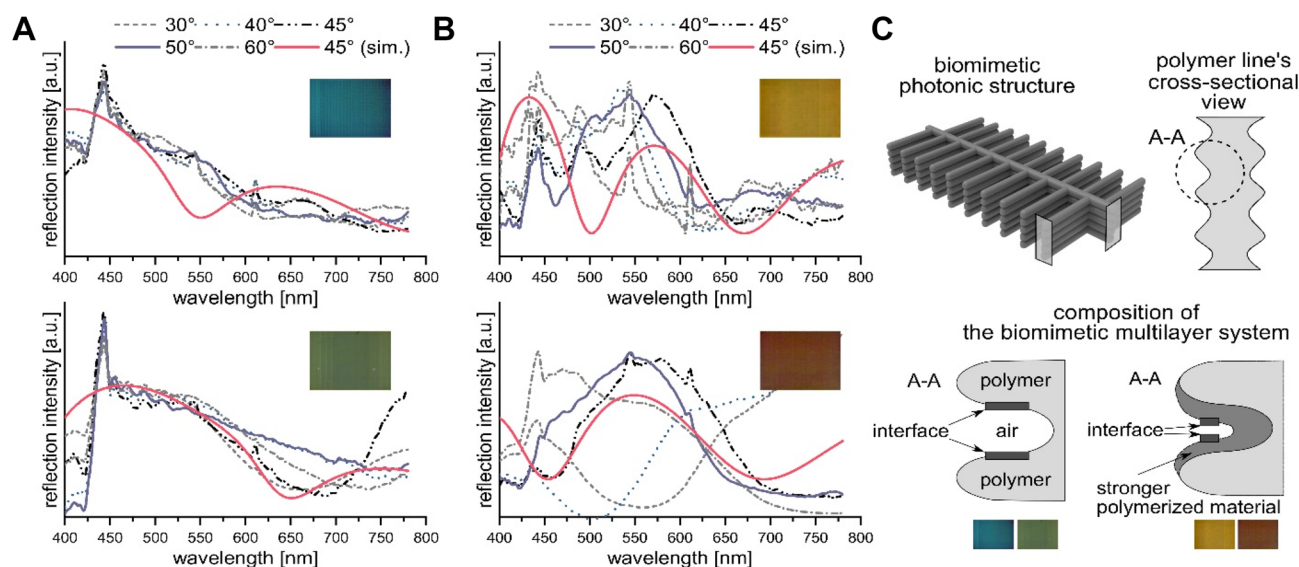 A
30° 40° 45°
50° 60° 45° (sim.)
reflection intensity [a.u.]
400 450 500 550 600 650 700 750 800
wavelength [nm]
reflection intensity [a.u.]
400 450 500 550 600 650 700 750 800
wavelength [nm]
B
30° 40° 45°
50° 60° 45° (sim.)
reflection intensity [a.u.]
400 450 500 550 600 650 700 750 800
wavelength [nm]
reflection intensity [a.u.]
400 450 500 550 600 650 700 750 800
wavelength [nm]
C
biomimetic
photonic structure
polymer line's
cross-sectional
view
A-A
composition of
the biomimetic multilayer system
A-A
polymer
interface
air
polymer
A-A
interface
stronger
polymerized material